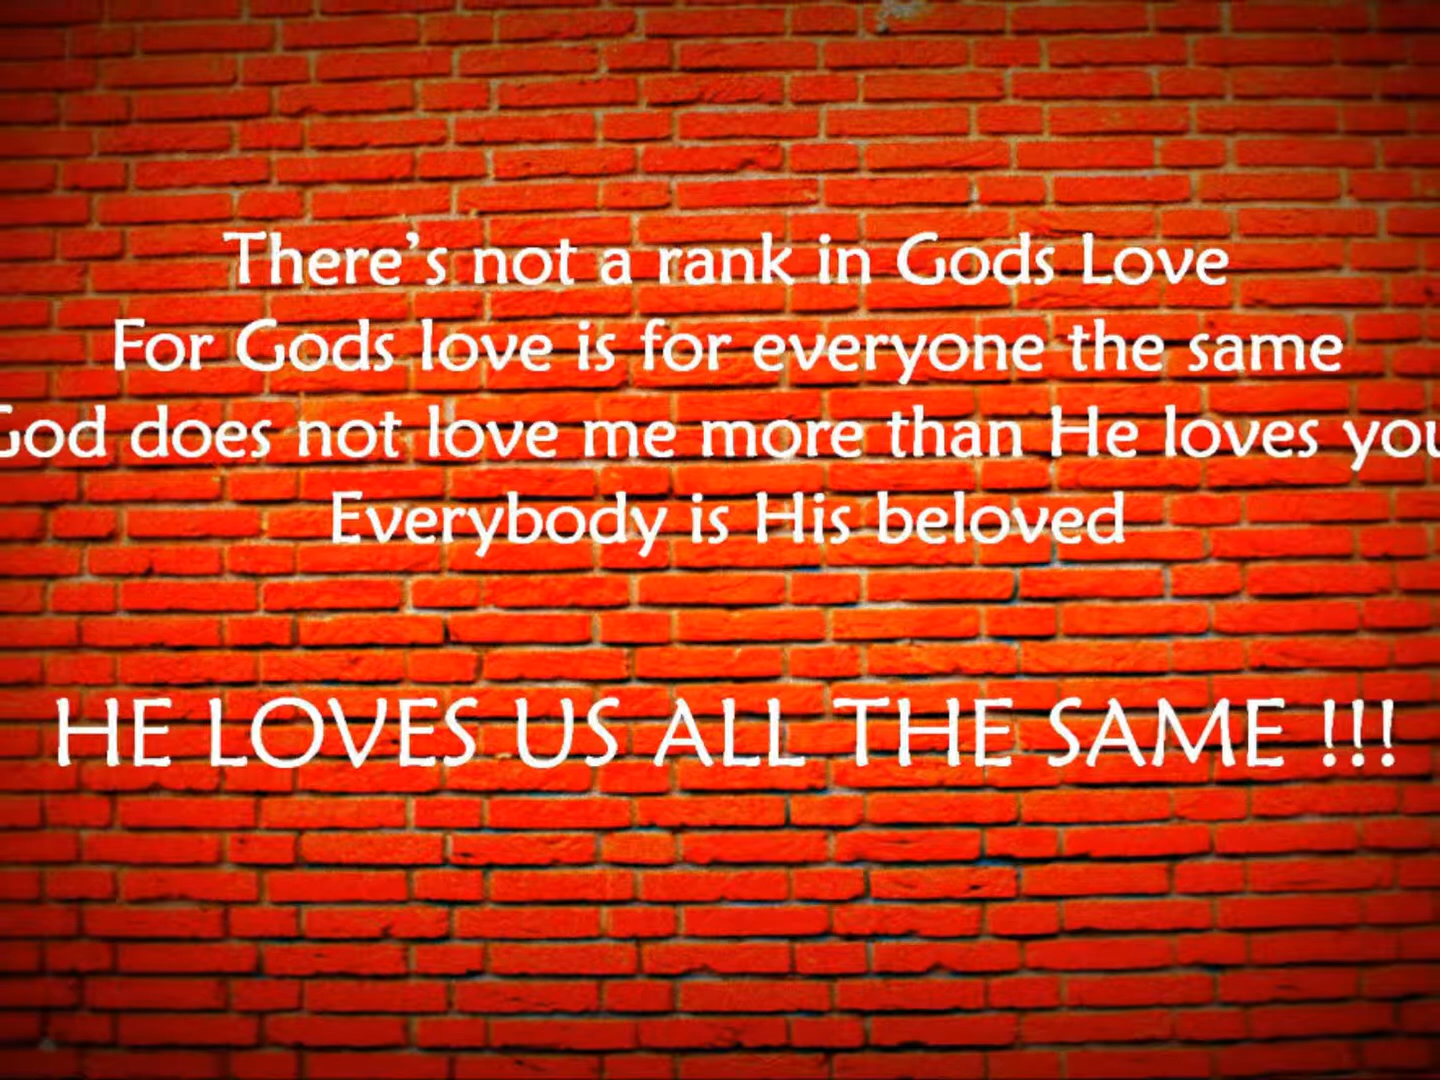 There's not a rank in Gods Love
For Gods love is for everyone the same
God does not love me more than He loves you
Everybody is His beloved
HE LOVES US ALL THE SAME !!!